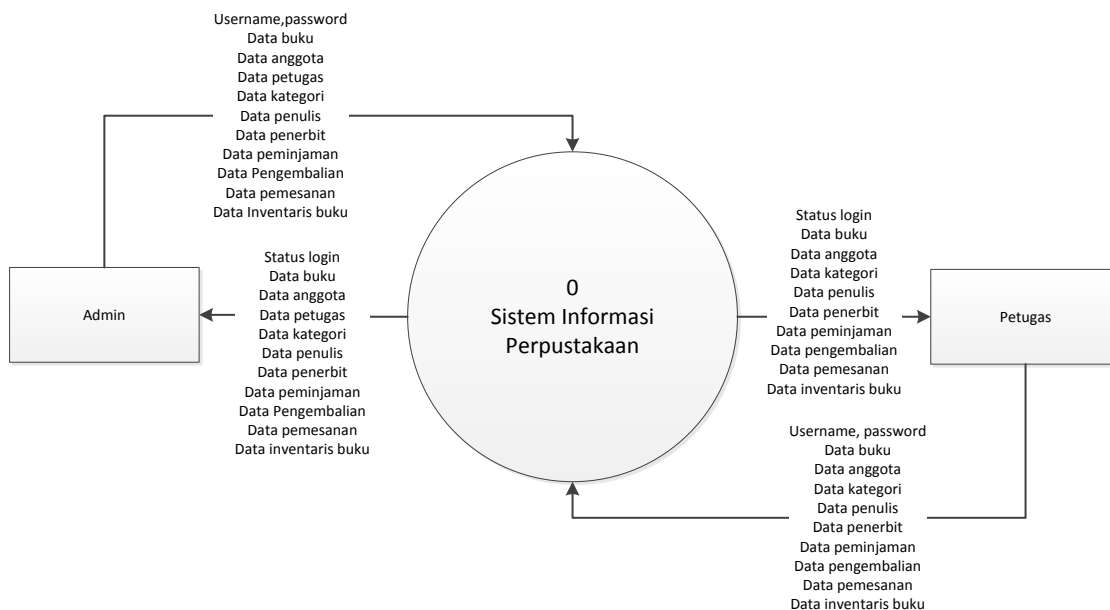 Username,password
Data buku
Data anggota
Data petugas
Data kategori
Data penulis
Data penerbit
Data peminjaman
Data Pengembalian
Data pemesanan
Data Inventaris buku
Admin
Status login
Data buku
Data anggota
Data petugas
Data kategori
Data penulis
Data penerbit
Data peminjaman
Data Pengembalian
Data pemesanan
Data inventaris buku
0
Sistem Informasi
Perpustakaan
Status login
Data buku
Data anggota
Data kategori
Data penulis
Data penerbit
Data peminjaman
Data pengembalian
Data pemesanan
Data inventaris buku
Petugas
Username, password
Data buku
Data anggota
Data kategori
Data penulis
Data penerbit
Data peminjaman
Data pengembalian
Data pemesanan
Data inventaris buku